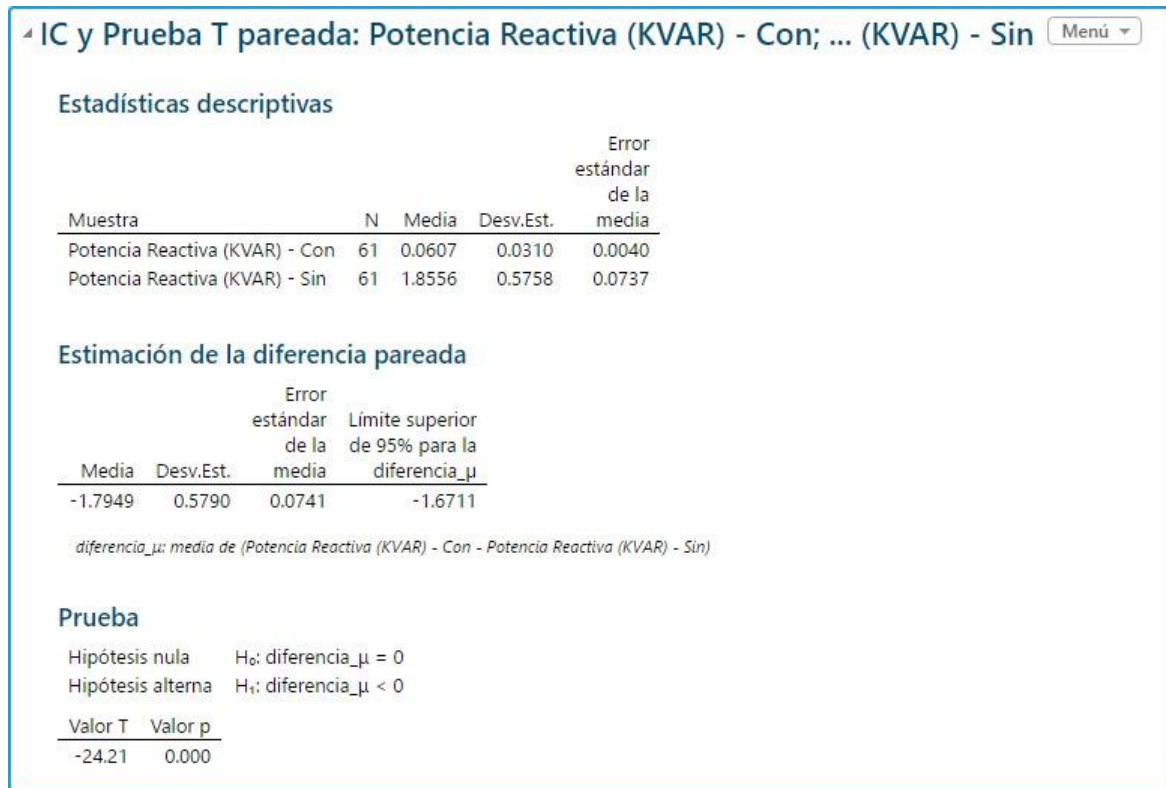 IC y Prueba T pareada: Potencia Reactiva (KVAR) - Con; ... (KVAR) - Sin Menú
Estadísticas descriptivas
Error
estándar
de la
Muestra N Media Desv.Est. media
Potencia Reactiva (KVAR) - Con 61 0.0607 0.0310 0.0040
Potencia Reactiva (KVAR) - Sin 61 1.8556 0.5758 0.0737
Estimación de la diferencia pareada
Error
estándar Límite superior
de la de 95% para la
Media Desv.Est. media diferencia_μ
-1.7949 0.5790 0.0741 -1.6711
diferencia_μ: media de (Potencia Reactiva (KVAR) - Con - Potencia Reactiva (KVAR) - Sin)
Prueba
Hipótesis nula H₀: diferencia_μ = 0
Hipótesis alterna H₁: diferencia_μ < 0
Valor T Valor p
-24.21 0.000